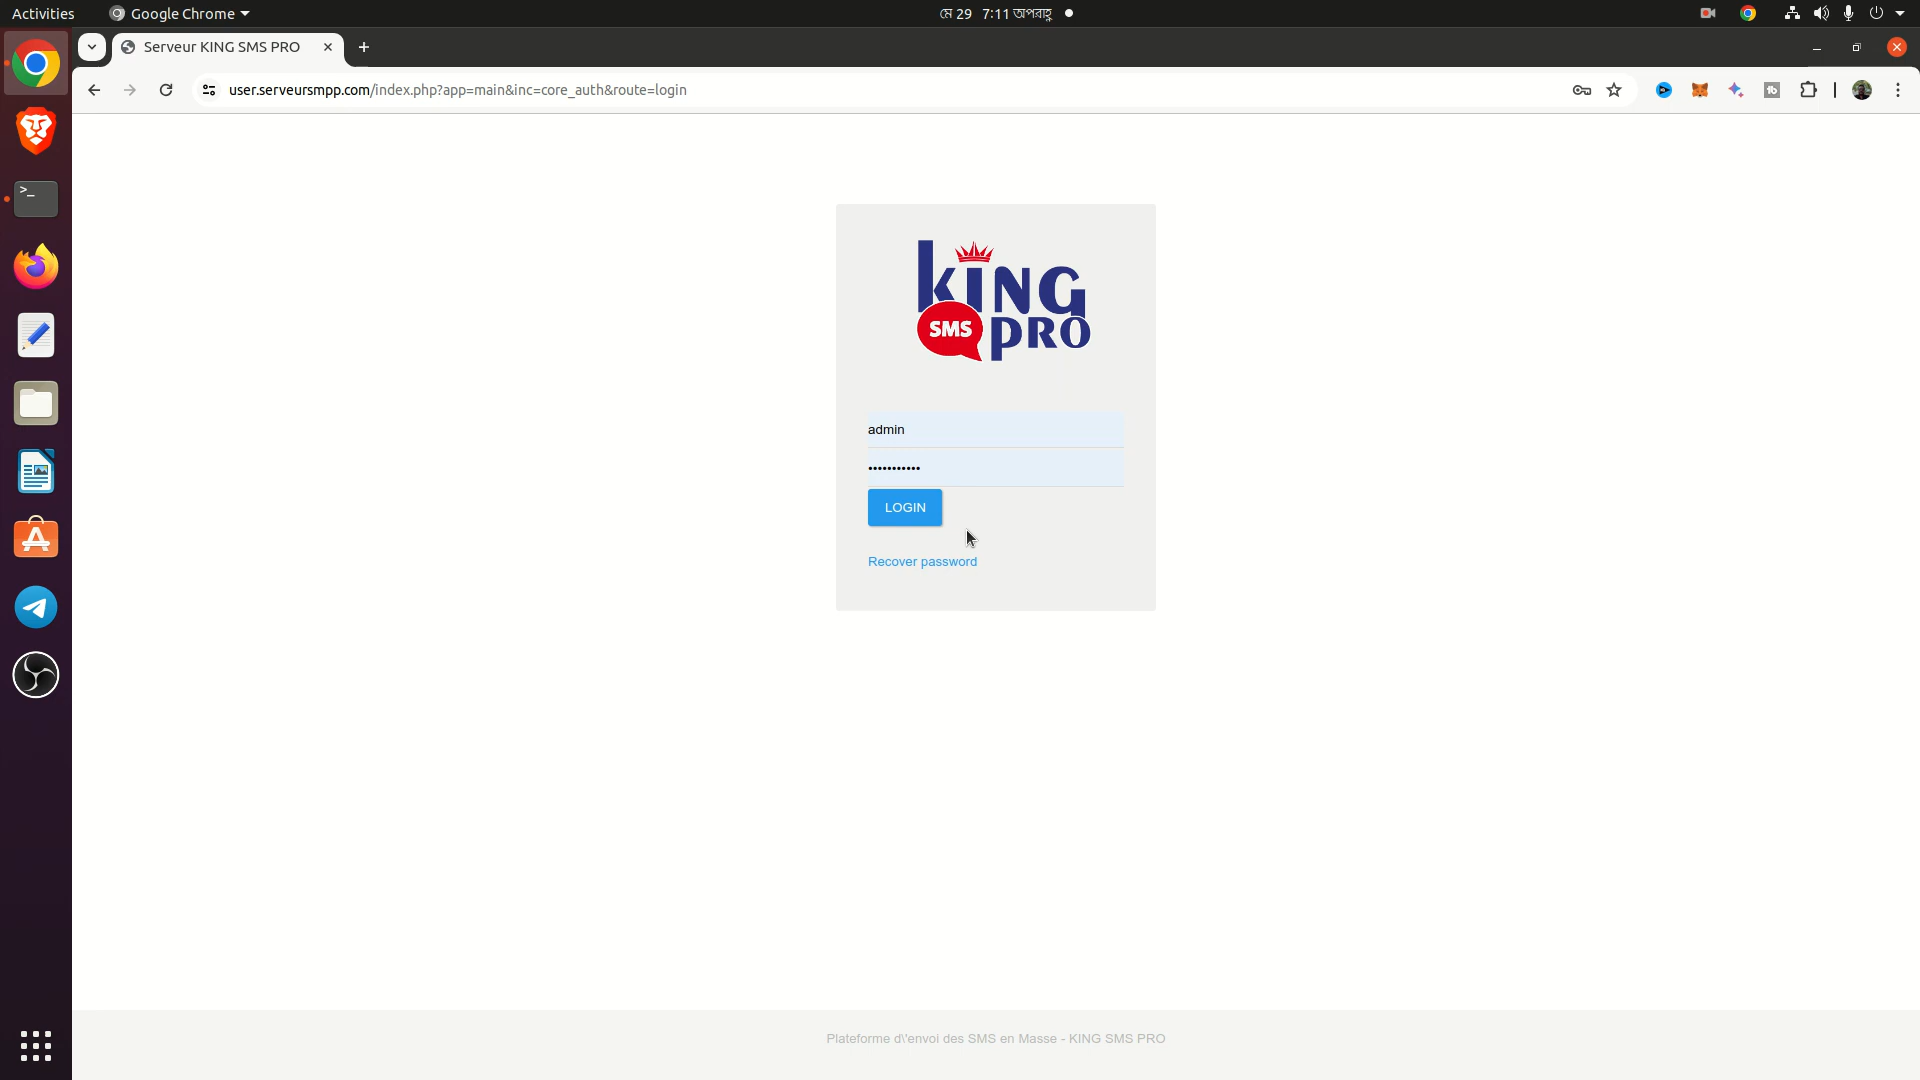 Activities
Google Chrome
মে 29 7:11 অপরাহ্ণ
Serveur KING SMS PRO
user.serveursmpp.com/index.php?app=main&inc=core_auth&route=login
KING
SMS PRO
admin
LOGIN
Recover password
Plateforme d\'envoi des SMS en Masse - KING SMS PRO